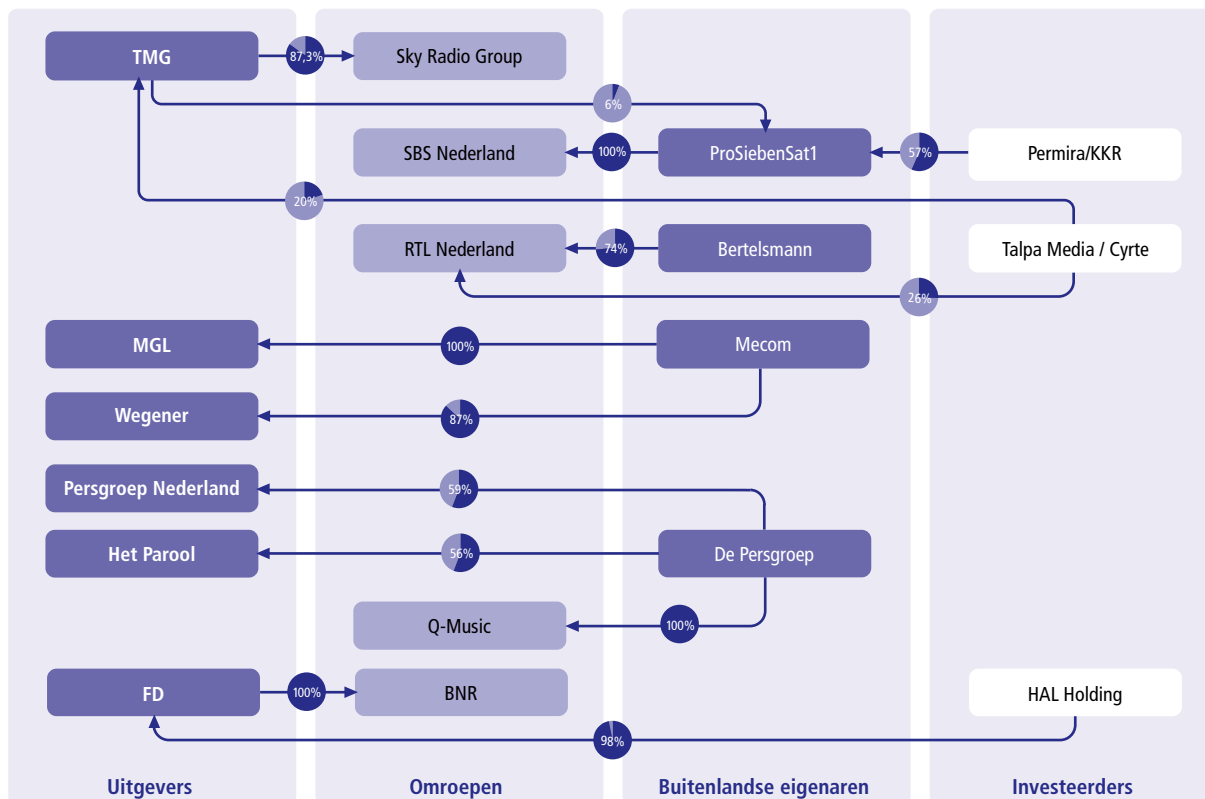 TMG
87,3%
Sky Radio Group
6%
SBS Nederland
100%
ProSiebenSat1
57%
Permira/KKR
20%
RTL Nederland
74%
Bertelsmann
Talpa Media / Cyrte
26%
MGL
100%
Mecom
Wegener
87%
Persgroep Nederland
59%
Het Parool
56%
De Persgroep
Q-Music
100%
FD
100%
BNR
HAL Holding
98%
Uitgevers
Omroepen
Buitenlandse eigenaren
Investeerders